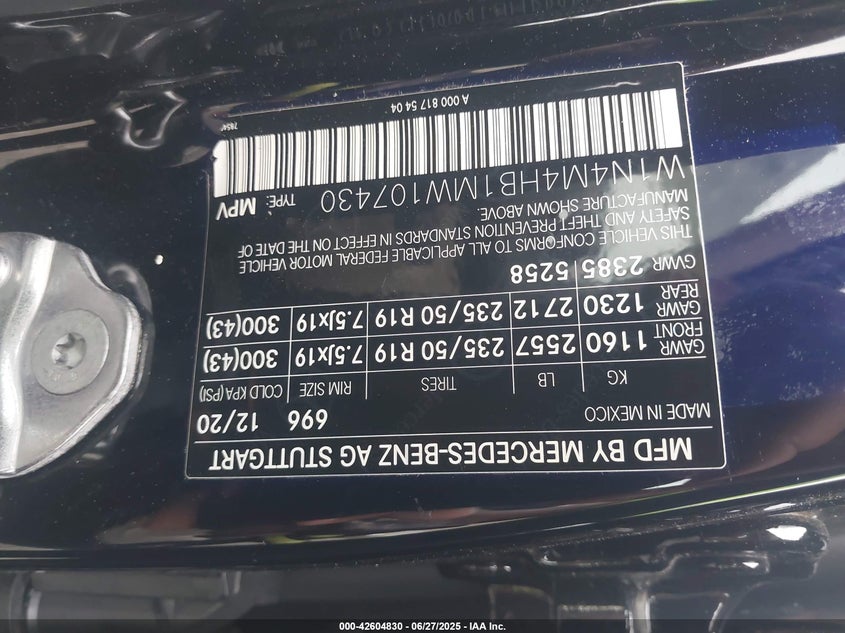 MFD BY MERCEDES-BENZ AG STUTTGART
MADE IN MEXICO 696 12/20
KG LB TIRES RIM SIZE COLD KPA(PSI)
GAWR FRONT 1160 2557 235/50 R19 7.5Jx19 300(43)
GAWR REAR 1230 2712 235/50 R19 7.5Jx19 300(43)
GWR 2385 5258
THIS VEHICLE CONFORMS TO ALL APPLICABLE FEDERAL MOTOR VEHICLE
SAFETY AND THEFT PREVENTION STANDARDS IN EFFECT ON THE DATE OF
MANUFACTURE SHOWN ABOVE.
W1N4M4HB1MW107430 TYPE: MPV
A 000 817 54 04
000-42604830 - 06/27/2025 - IAA Inc.